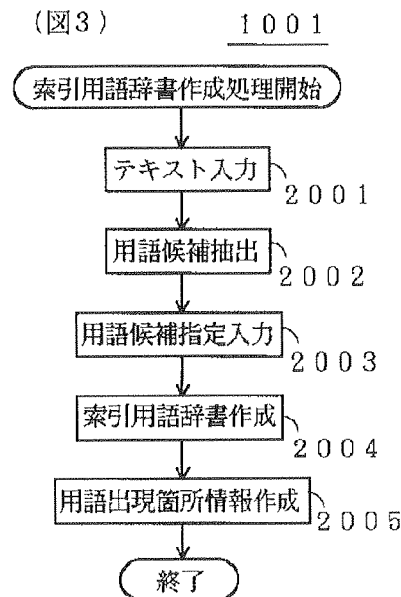 (図3)
1001
索引用語辞書作成処理開始
テキスト入力
2001
用語候補抽出
2002
用語候補指定入力
2003
索引用語辞書作成
2004
用語出現箇所情報作成
2005
終了